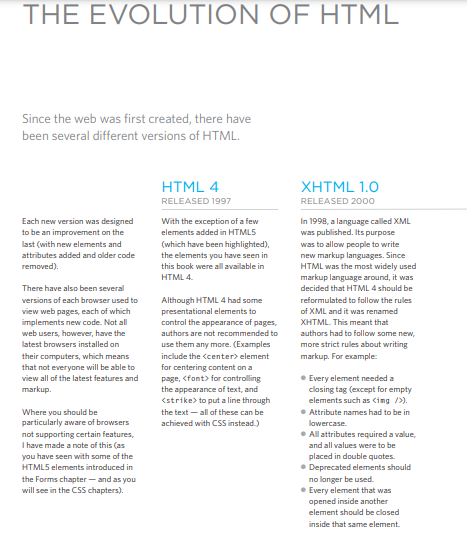 THE EVOLUTION OF HTML
Since the web was first created, there have
been several different versions of HTML.
Each new version was designed
to be an improvement on the
last (with new elements and
attributes added and older code
removed).
There have also been several
versions of each browser used to
view web pages, each of which
implements new code. Not all
web users, however, have the
latest browsers installed on
their computers, which means
that not everyone will be able to
view all of the latest features and
markup.
Where you should be
particularly aware of browsers
not supporting certain features,
I have made a note of this (as
you have seen with some of the
HTML5 elements introduced in
the Forms chapter — and as you
will see in the CSS chapters).
HTML 4
RELEASED 1997
With the exception of a few
elements added in HTML5
(which have been highlighted),
the elements you have seen in
this book were all available in
HTML 4.
Although HTML 4 had some
presentational elements to
control the appearance of pages,
authors are not recommended to
use them any more. (Examples
include the <center> element
for centering content on a
page, <font> for controlling
the appearance of text, and
<strike> to put a line through
the text — all of these can be
achieved with CSS instead.)
XHTML 1.0
RELEASED 2000
In 1998, a language called XML
was published. Its purpose
was to allow people to write
new markup languages. Since
HTML was the most widely used
markup language around, it was
decided that HTML 4 should be
reformulated to follow the rules
of XML and it was renamed
XHTML. This meant that
authors had to follow some new,
more strict rules about writing
markup. For example:
● Every element needed a
closing tag (except for empty
elements such as <img />).
● Attribute names had to be in
lowercase.
● All attributes required a value,
and all values were to be
placed in double quotes.
● Deprecated elements should
no longer be used.
● Every element that was
opened inside another
element should be closed
inside that same element.